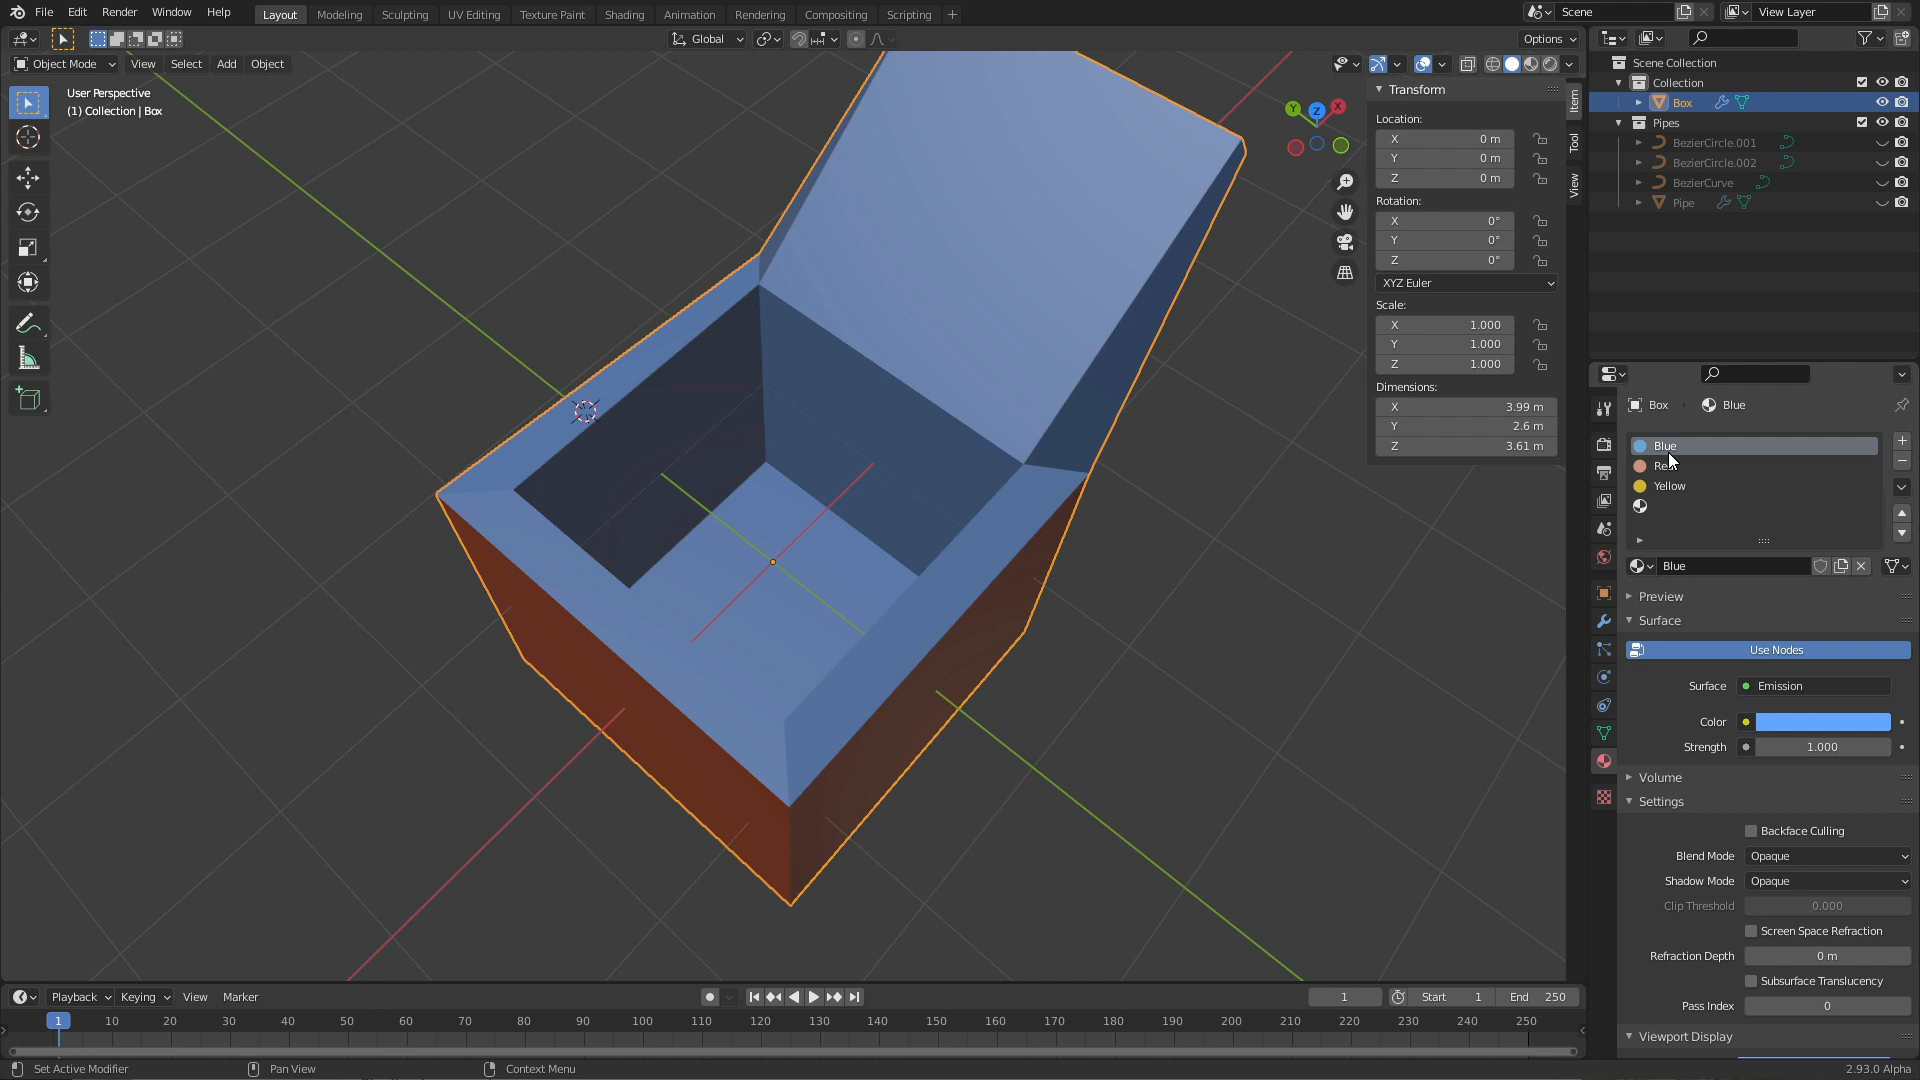 File Edit Render Window Help Layout Modeling Sculpting UV Editing Texture Paint Shading Animation Rendering Compositing Scripting + Scene View Layer
Global Options
Object Mode View Select Add Object
User Perspective
(1) Collection | Box
Y Z X
Transform
Location:
X 0 m
Y 0 m
Z 0 m
Rotation:
X 0°
Y 0°
Z 0°
XYZ Euler
Scale:
X 1.000
Y 1.000
Z 1.000
Dimensions:
X 3.99 m
Y 2.6 m
Z 3.61 m
Item
Tool
View
Scene Collection
Collection
Box
Pipes
BezierCircle.001
BezierCircle.002
BezierCurve
Pipe
Box Blue
Blue
Yellow
Blue
Preview
Surface
Use Nodes
Surface Emission
Color
Strength 1.000
Volume
Settings
Backface Culling
Blend Mode Opaque
Shadow Mode Opaque
Clip Threshold 0.000
Screen Space Refraction
Refraction Depth 0 m
Subsurface Translucency
Pass Index 0
Viewport Display
Playback Keying View Marker 1 Start 1 End 250
1 10 20 30 40 50 60 70 80 90 100 110 120 130 140 150 160 170 180 190 200 210 220 230 240 250
Set Active Modifier Pan View Context Menu 2.93.0 Alpha